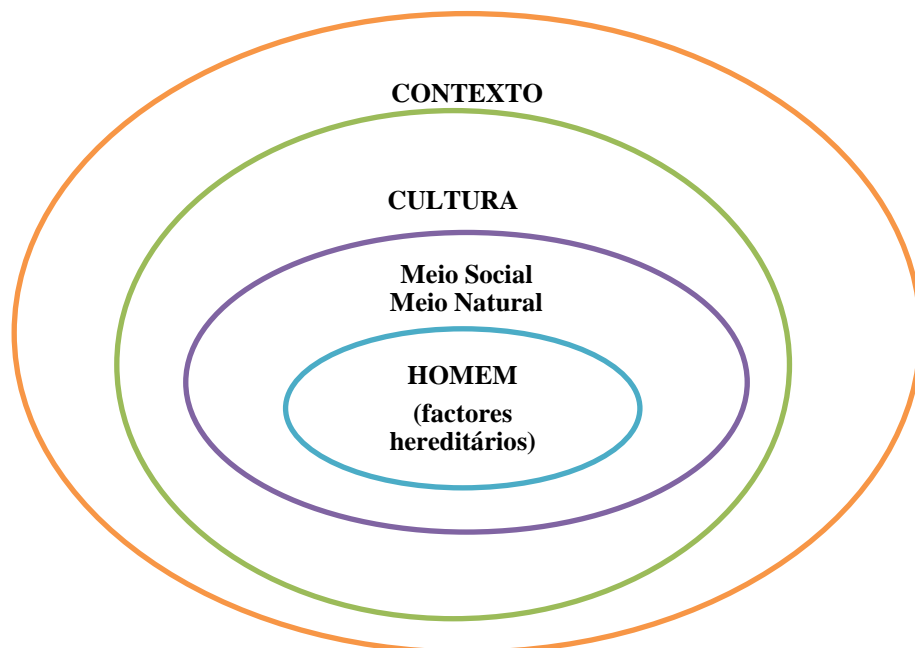 CONTEXTO
CULTURA
Meio Social
Meio Natural
HOMEM
(factores
hereditários)